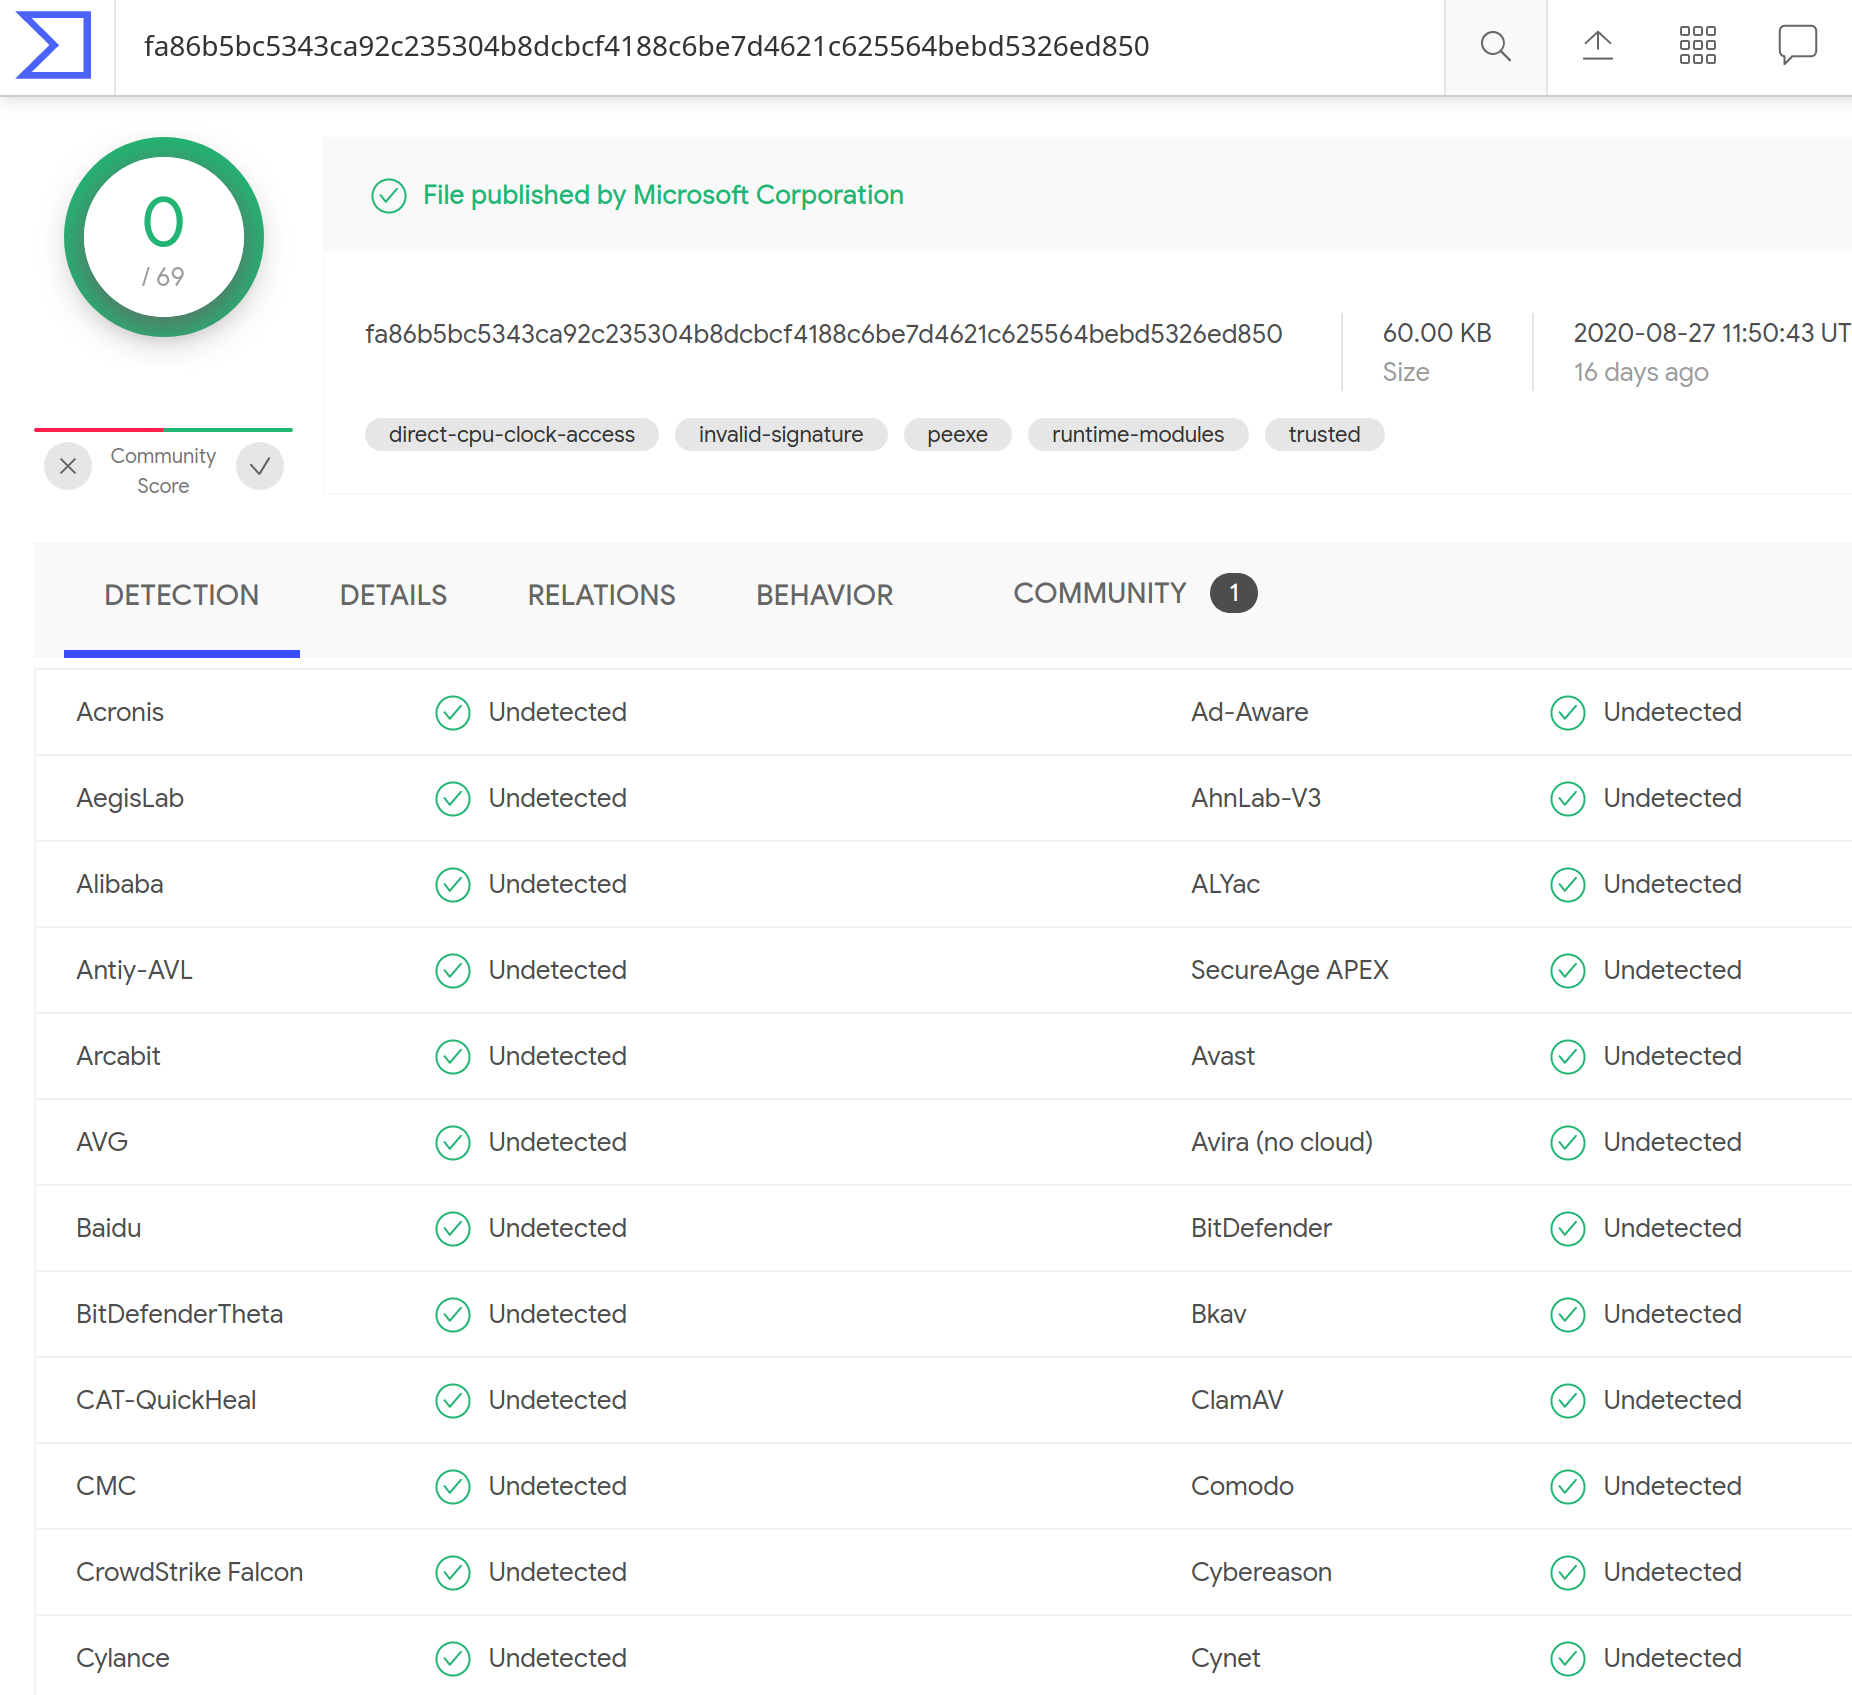 fa86b5bc5343ca92c235304b8dcbcf4188c6be7d4621c625564bebd5326ed850
0
/ 69
File published by Microsoft Corporation
fa86b5bc5343ca92c235304b8dcbcf4188c6be7d4621c625564bebd5326ed850
60.00 KB
Size
2020-08-27 11:50:43 UT
16 days ago
direct-cpu-clock-access invalid-signature peexe runtime-modules trusted
Community
Score
DETECTION DETAILS RELATIONS BEHAVIOR COMMUNITY 1
Acronis Undetected Ad-Aware Undetected
AegisLab Undetected AhnLab-V3 Undetected
Alibaba Undetected ALYac Undetected
Antiy-AVL Undetected SecureAge APEX Undetected
Arcabit Undetected Avast Undetected
AVG Undetected Avira (no cloud) Undetected
Baidu Undetected BitDefender Undetected
BitDefenderTheta Undetected Bkav Undetected
CAT-QuickHeal Undetected ClamAV Undetected
CMC Undetected Comodo Undetected
CrowdStrike Falcon Undetected Cybereason Undetected
Cylance Undetected Cynet Undetected